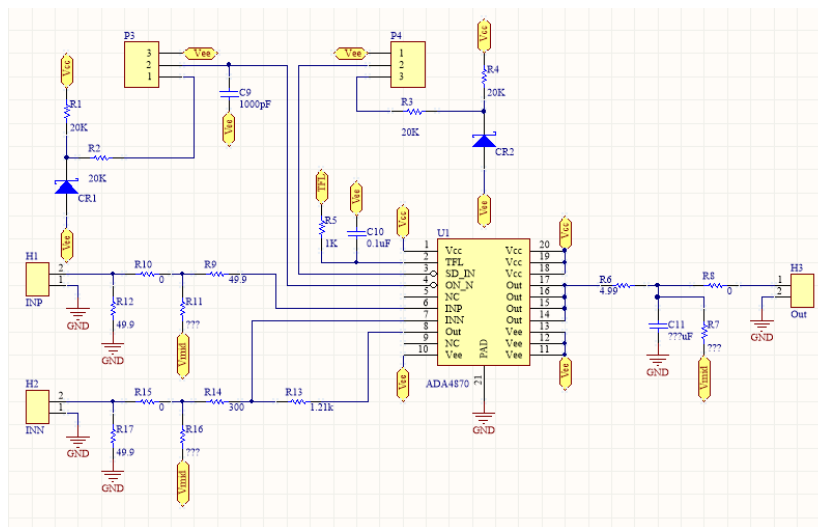 P3
3
2
1
Vee
C9
1000pF
Vee
Vcc
R1
20K
R2
20K
CR1
Vee
P4
1
2
3
Vee
Vcc
R4
20K
R3
20K
CR2
Vee
TFL
R5
1K
Vee
C10
0.1uF
Vcc
U1
1 Vcc Vcc 20
2 TFL Vcc 19
3 SD_IN Vcc 18
4 ON_N Out 17
5 NC Out 16
6 INP Out 15
7 INN Out 14
8 Out Vee 13
9 NC Vee 12
10 Vee Vee 11
PAD
21
ADA4870
GND
Vee
Vcc
Vee
H1
2
1
INP
GND
R12
49.9
GND
R10
0
R9
49.9
R11
???
Vmid
H2
2
1
INN
GND
R17
49.9
GND
R15
0
R14
300
R13
1.21k
R16
???
Vmid
R6
4.99
R8
0
C11
???uF
GND
R7
???
Vmid
H3
1
2
Out
GND